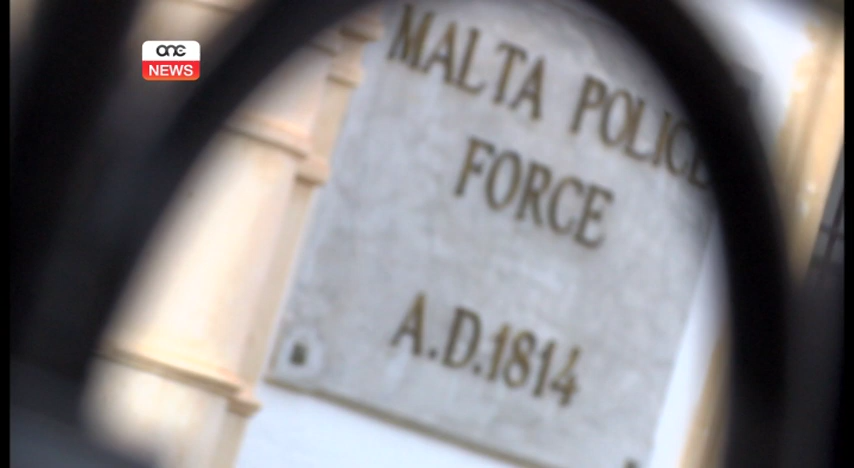 one
NEWS
MALTA POLICE
FORCE
A.D.1814